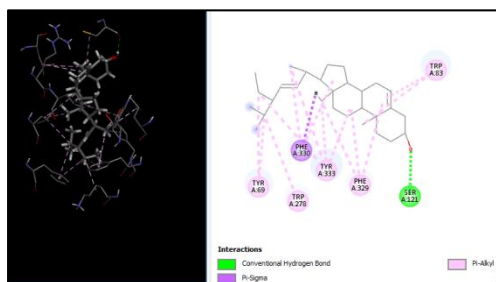 TRP
A:83
PHE
A:330
TYR
A:333
PHE
A:329
TYR
A:69
TRP
A:278
SER
A:121
Interactions
Conventional Hydrogen Bond
Pi-Sigma
Pi-Alkyl